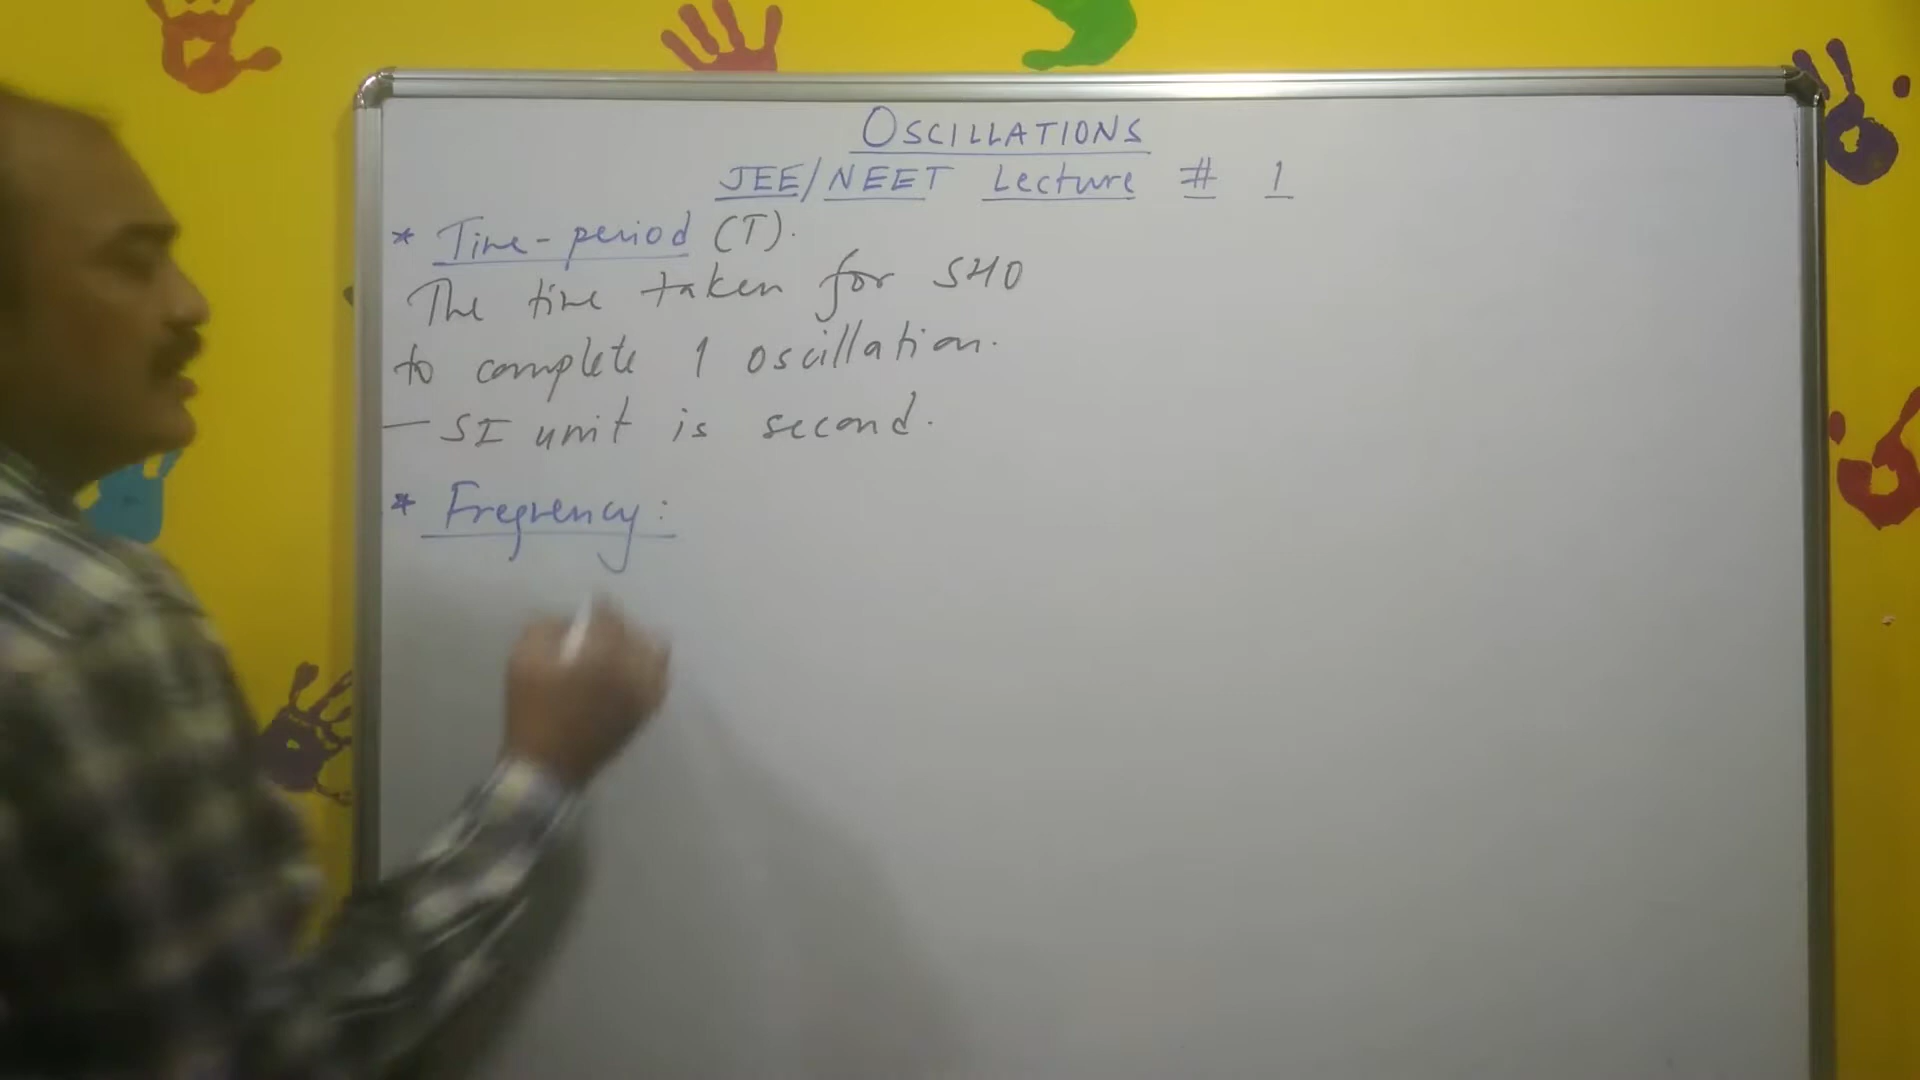 OSCILLATIONS
JEE/NEET Lecture # 1
* Time-period (T).
The time taken for SHO
to complete 1 oscillation.
— SI unit is second.
* Frequency: